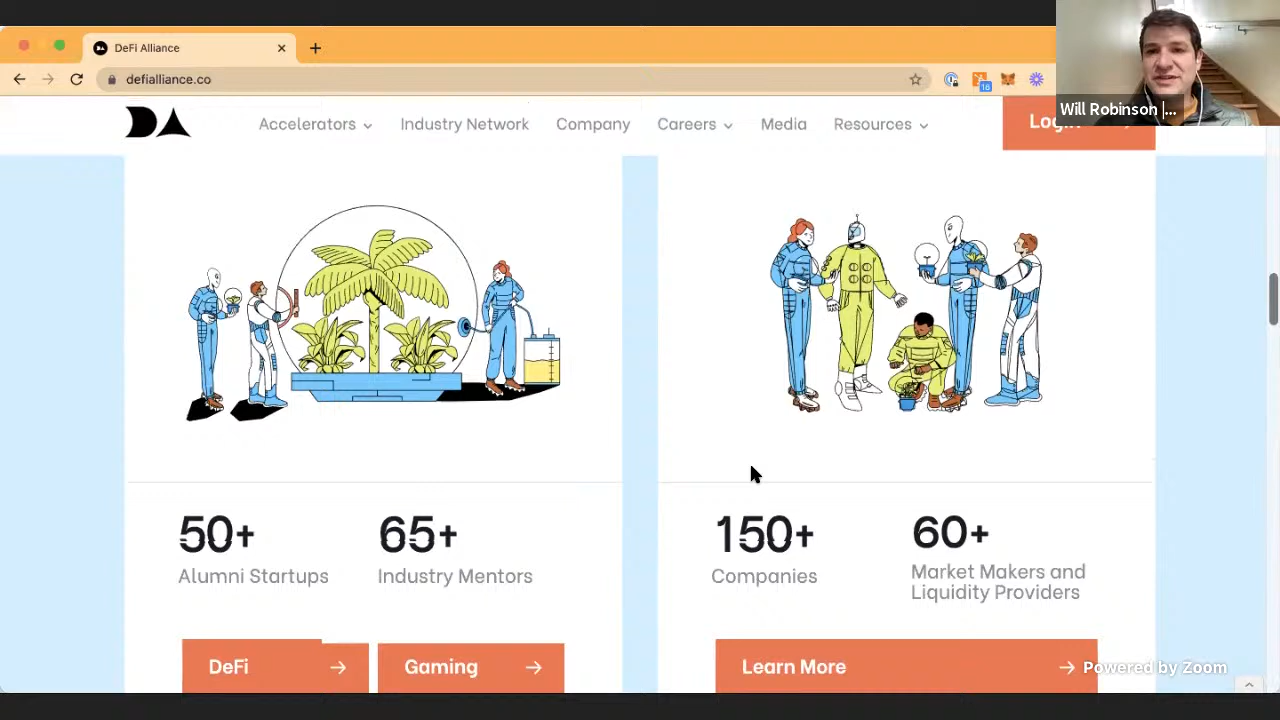 DeFi Alliance
defialliance.co
16
Will Robinson |...
DA
Accelerators
Industry Network
Company
Careers
Media
Resources
50+
65+
150+
60+
Alumni Startups
Industry Mentors
Companies
Market Makers and
Liquidity Providers
DeFi
Gaming
Learn More
Powered by Zoom